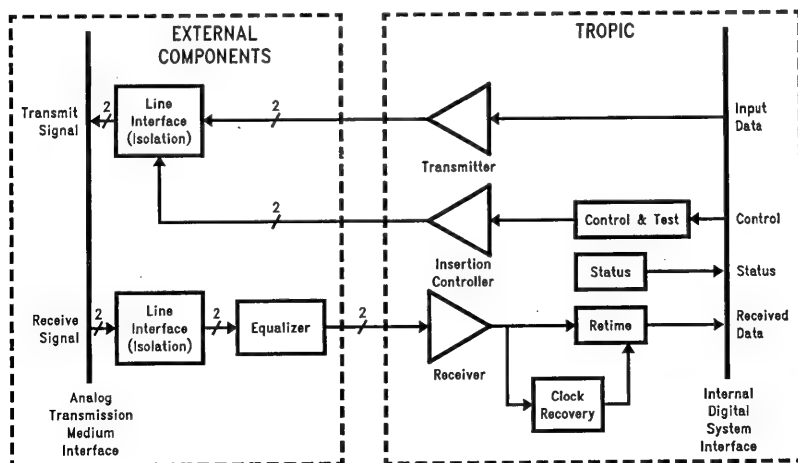 EXTERNAL
COMPONENTS
TROPIC
Transmit
Signal
2
Line
Interface
(Isolation)
2
Transmitter
Input
Data
2
Insertion
Controller
Control & Test
Control
Status
Status
Receive
Signal
2
Line
Interface
(Isolation)
2
Equalizer
2
Receiver
Retime
Received
Data
Clock
Recovery
Analog
Transmission
Medium
Interface
Internal
Digital
System
Interface